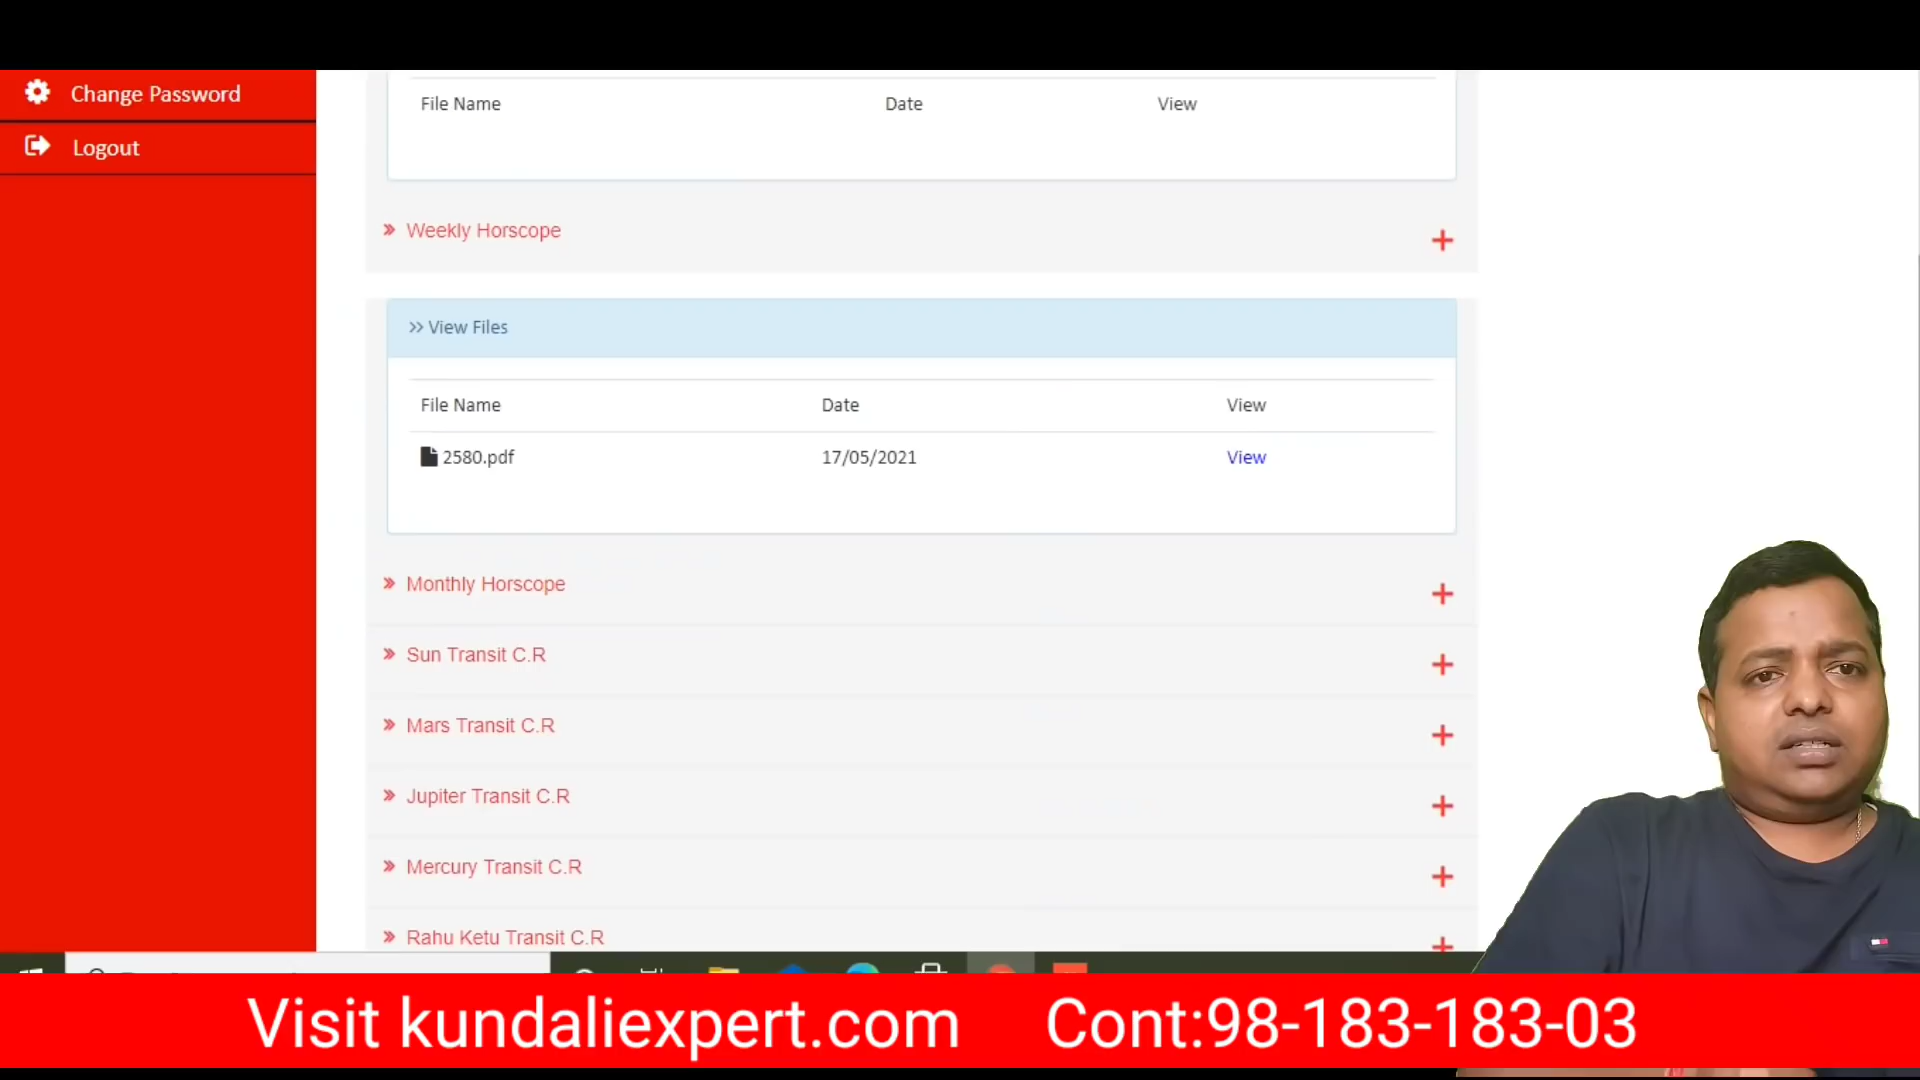 Change Password
File Name Date View
Logout
Weekly Horscope
View Files
File Name Date View
2580.pdf 17/05/2021 View
Monthly Horscope
Sun Transit C.R
Mars Transit C.R
Jupiter Transit C.R
Mercury Transit C.R
Rahu Ketu Transit C.R
Visit kundaliexpert.com Cont:98-183-183-03